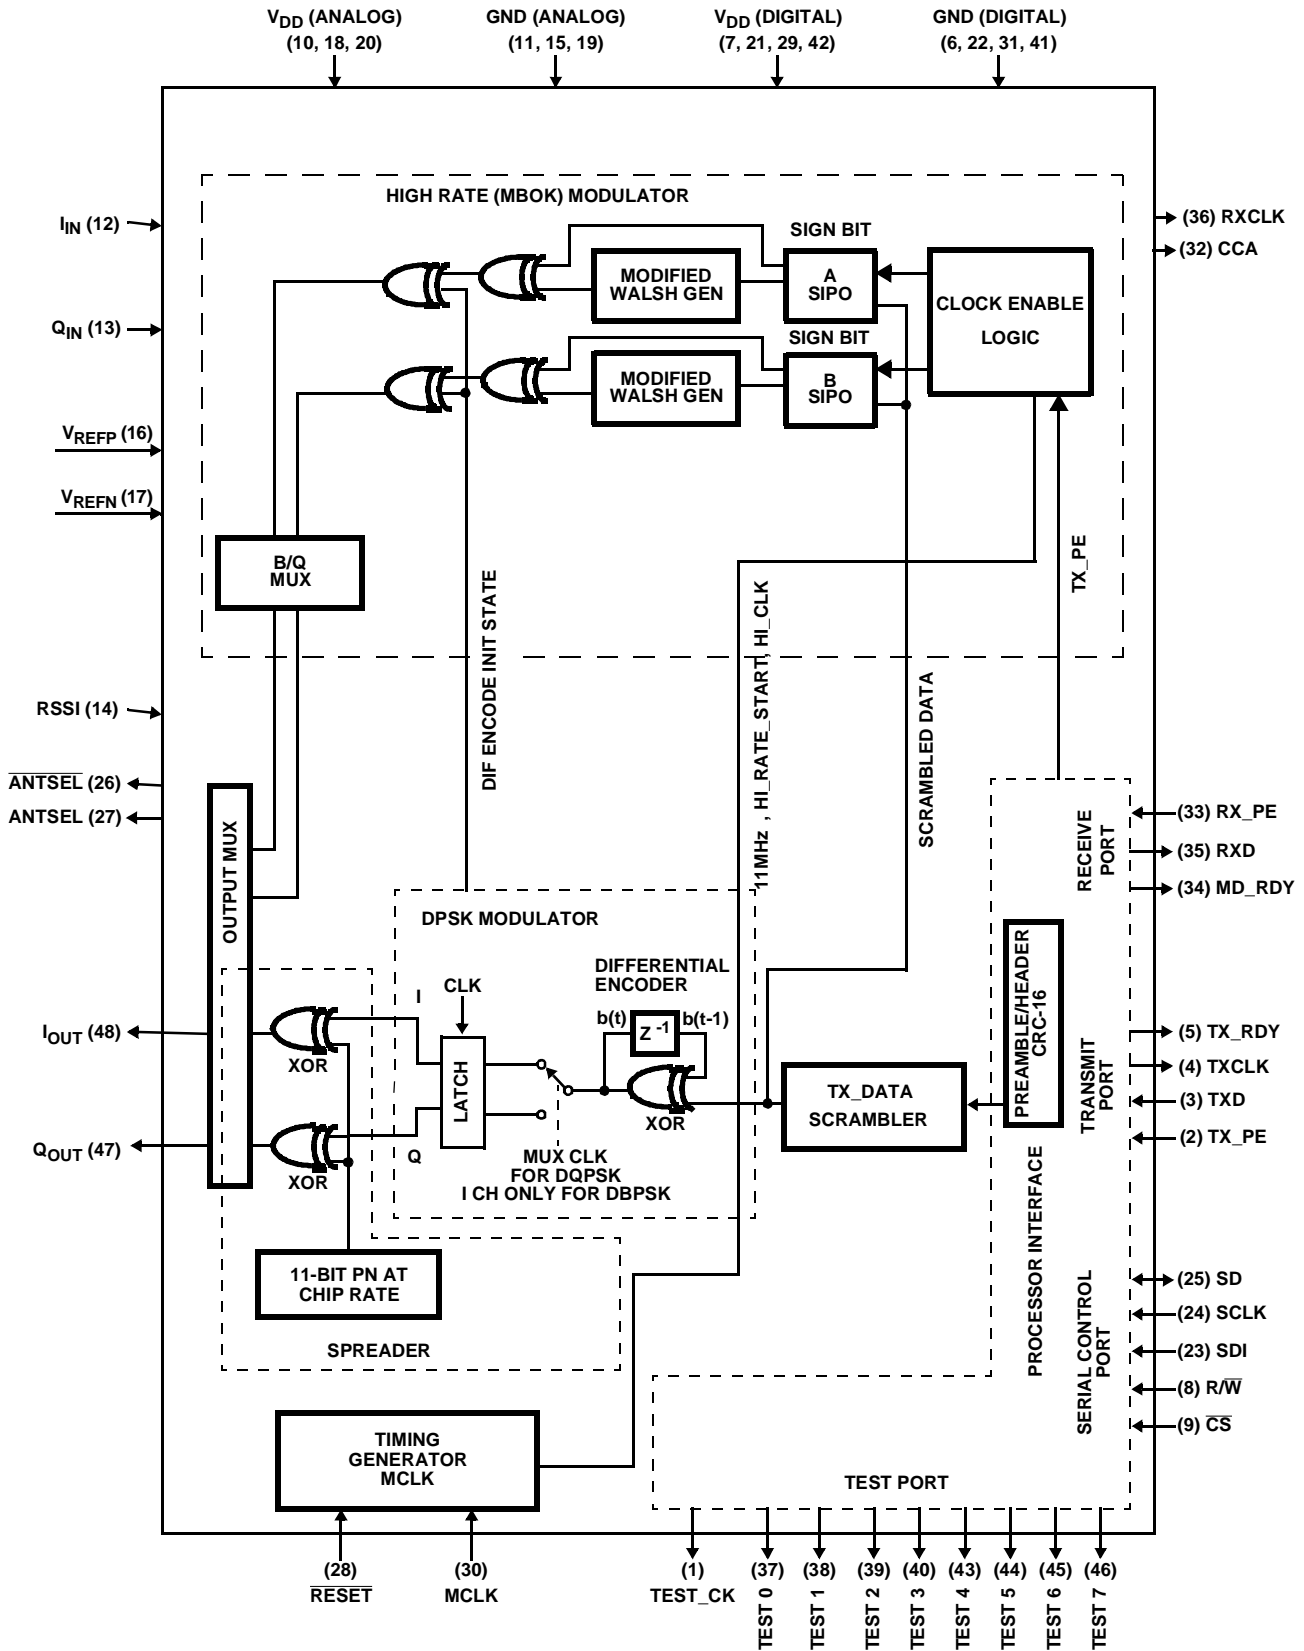 VDD (ANALOG)
(10, 18, 20)
GND (ANALOG)
(11, 15, 19)
VDD (DIGITAL)
(7, 21, 29, 42)
GND (DIGITAL)
(6, 22, 31, 41)
HIGH RATE (MBOK) MODULATOR
IIN (12)
QIN (13)
VREFP (16)
VREFN (17)
RSSI (14)
ANTSEL (26)
ANTSEL (27)
IOUT (48)
QOUT (47)
SIGN BIT
MODIFIED
WALSH GEN
A
SIPO
CLOCK ENABLE
LOGIC
SIGN BIT
MODIFIED
WALSH GEN
B
SIPO
B/Q
MUX
DIF ENCODE INIT STATE
11MHz , HI_RATE_START, HI_CLK
SCRAMBLED DATA
TX_PE
(36) RXCLK
(32) CCA
OUTPUT MUX
DPSK MODULATOR
DIFFERENTIAL
ENCODER
I
CLK
b(t)
Z -1
b(t-1)
LATCH
XOR
XOR
XOR
Q
MUX CLK
FOR DQPSK
I CH ONLY FOR DBPSK
TX_DATA
SCRAMBLER
PREAMBLE/HEADER
CRC-16
RECEIVE
PORT
TRANSMIT
PORT
PROCESSOR INTERFACE
SERIAL CONTROL
PORT
(33) RX_PE
(35) RXD
(34) MD_RDY
(5) TX_RDY
(4) TXCLK
(3) TXD
(2) TX_PE
(25) SD
(24) SCLK
(23) SDI
(8) R/W
(9) CS
11-BIT PN AT
CHIP RATE
SPREADER
TIMING
GENERATOR
MCLK
TEST PORT
(28)
RESET
(30)
MCLK
(1)
TEST_CK
(37)
TEST 0
(38)
TEST 1
(39)
TEST 2
(40)
TEST 3
(43)
TEST 4
(44)
TEST 5
(45)
TEST 6
(46)
TEST 7